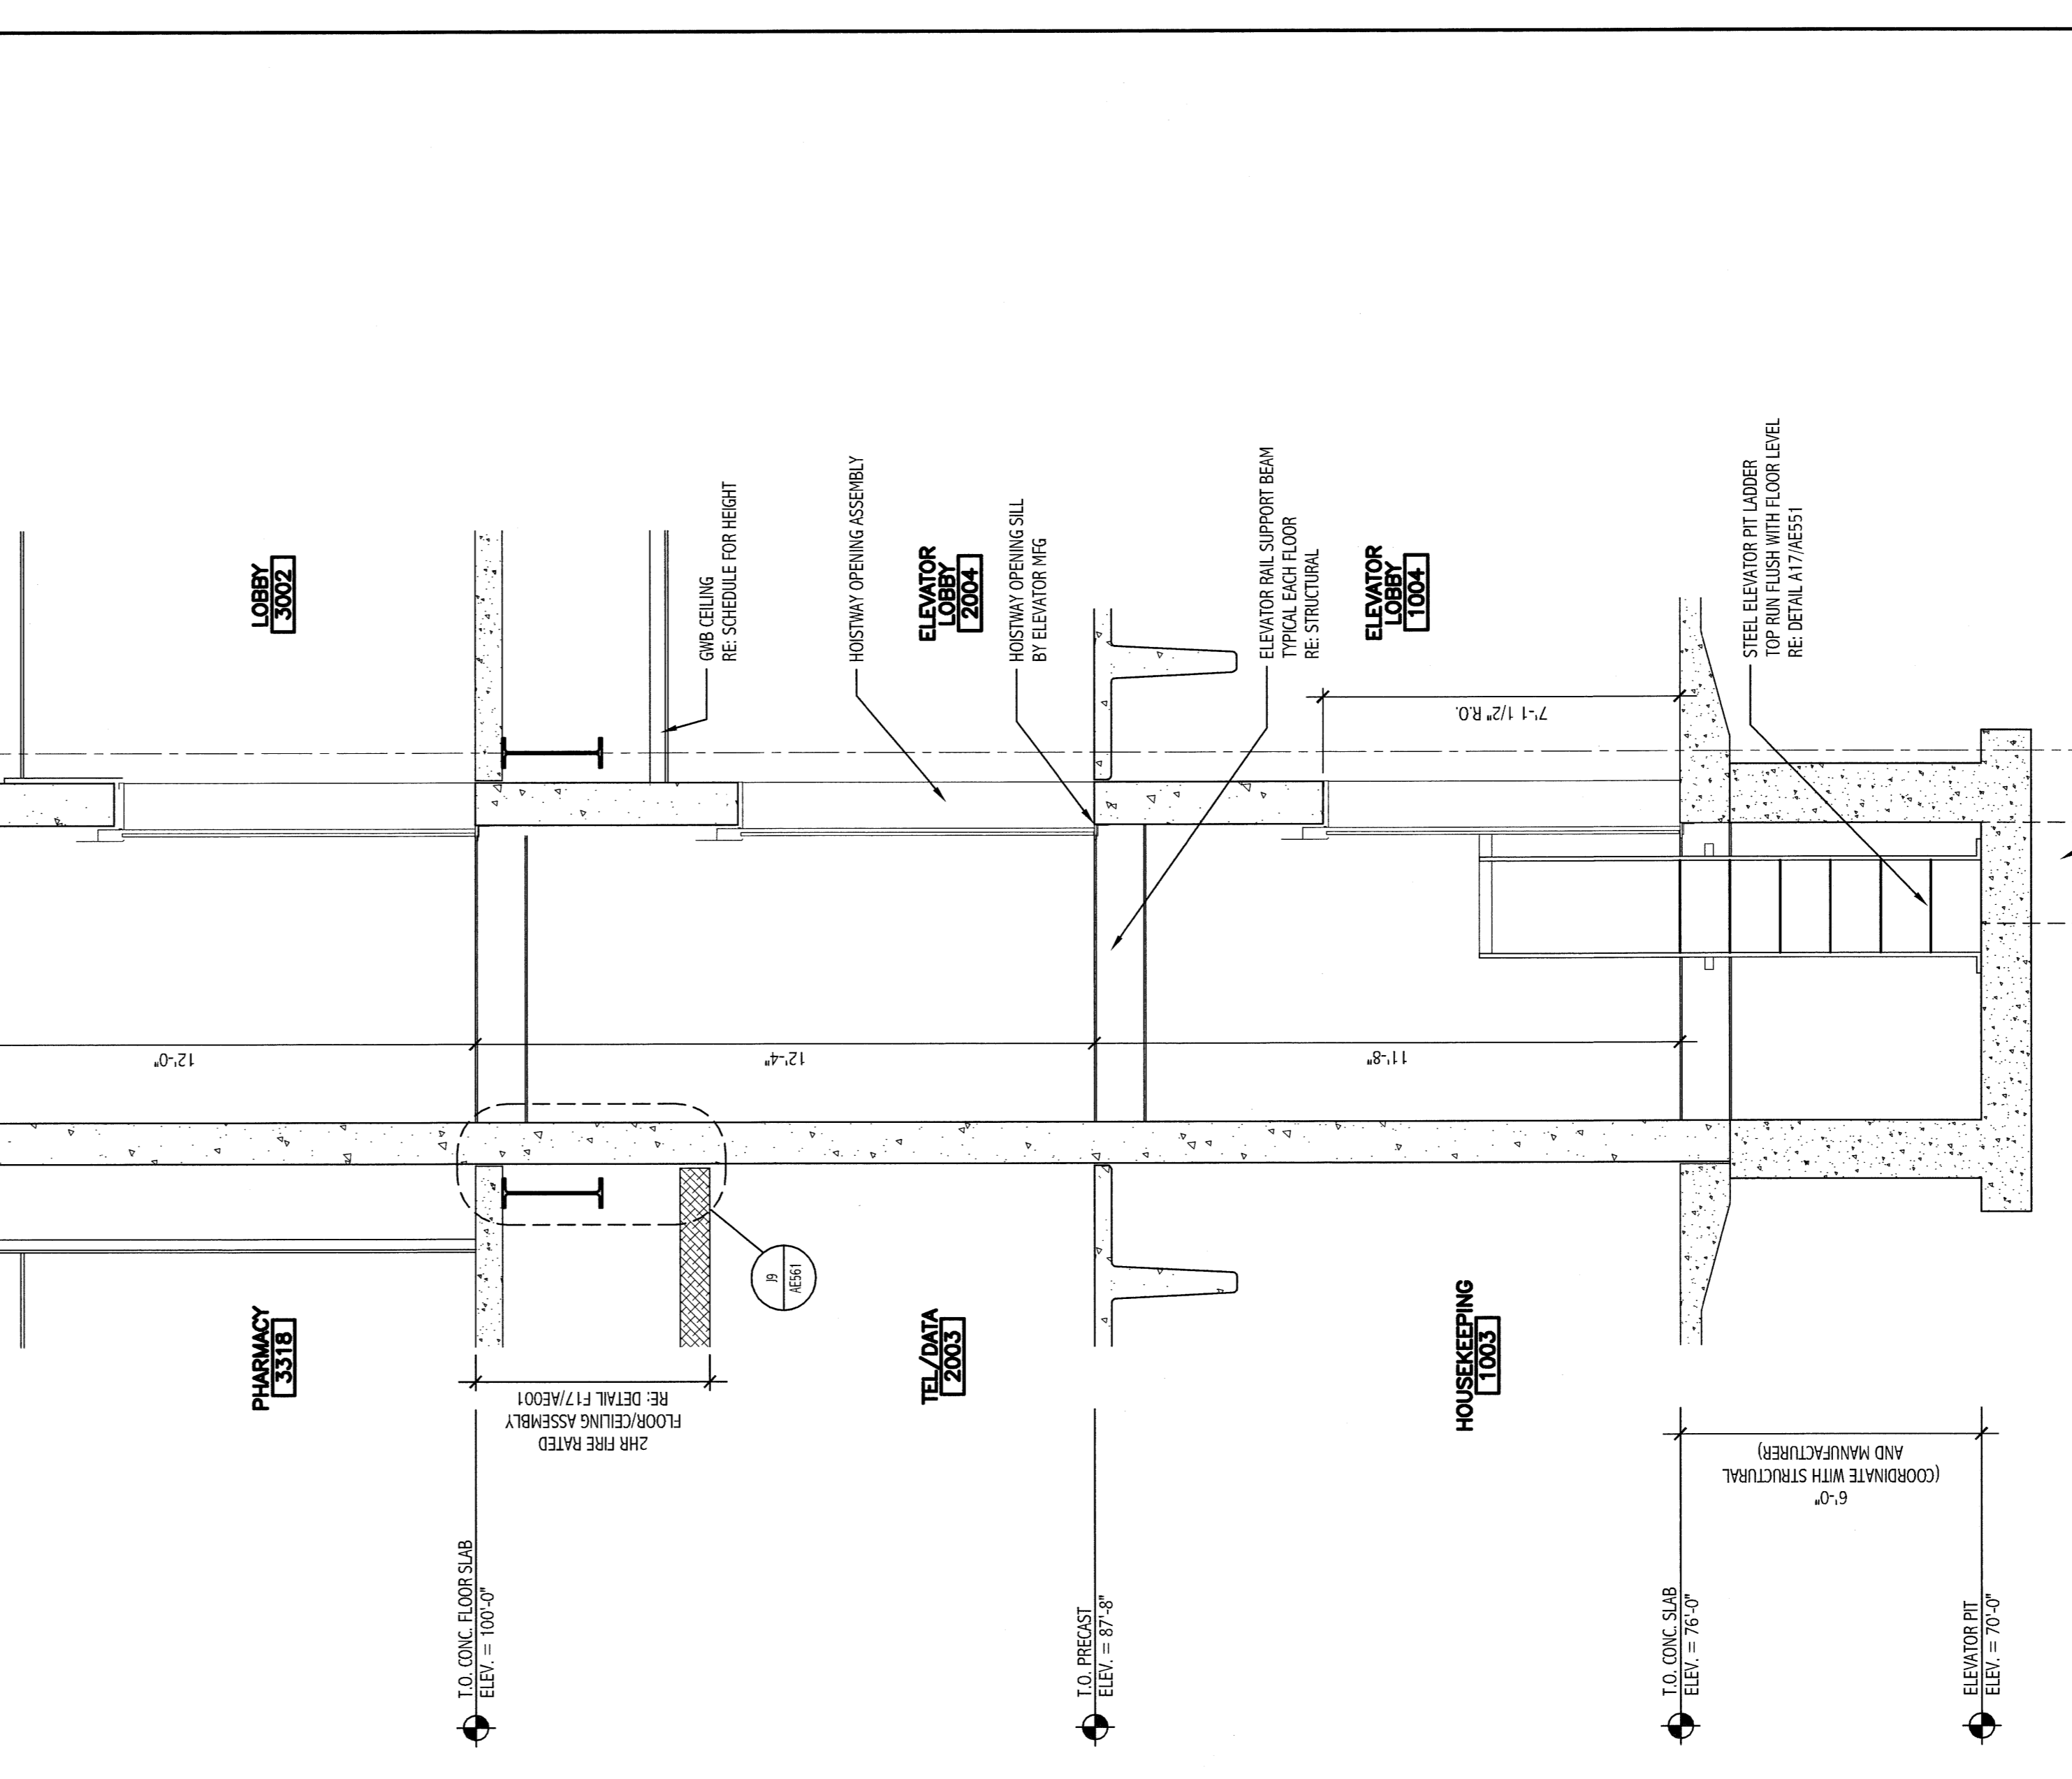 LOBBY
3002
GWB CEILING
RE: SCHEDULE FOR HEIGHT
HOISTWAY OPENING ASSEMBLY
ELEVATOR
LOBBY
2004
HOISTWAY OPENING SILL
BY ELEVATOR MFG
ELEVATOR RAIL SUPPORT BEAM
TYPICAL EACH FLOOR
RE: STRUCTURAL
ELEVATOR
LOBBY
1004
7'-1 1/2" R.O.
STEEL ELEVATOR PIT LADDER
TOP RUN FLUSH WITH FLOOR LEVEL
RE: DETAIL A17/AE551
12'-0"
12'-4"
11'-8"
J9
AE561
PHARMACY
3318
2HR FIRE RATED
FLOOR/CEILING ASSEMBLY
RE: DETAIL F17/AE001
TEL/DATA
2003
HOUSEKEEPING
1003
6'-0"
(COORDINATE WITH STRUCTURAL
AND MANUFACTURER)
T.O. CONC. FLOOR SLAB
ELEV. = 100'-0"
T.O. PRECAST
ELEV. = 87'-8"
T.O. CONC. SLAB
ELEV. = 76'-0"
ELEVATOR PIT
ELEV. = 70'-0"